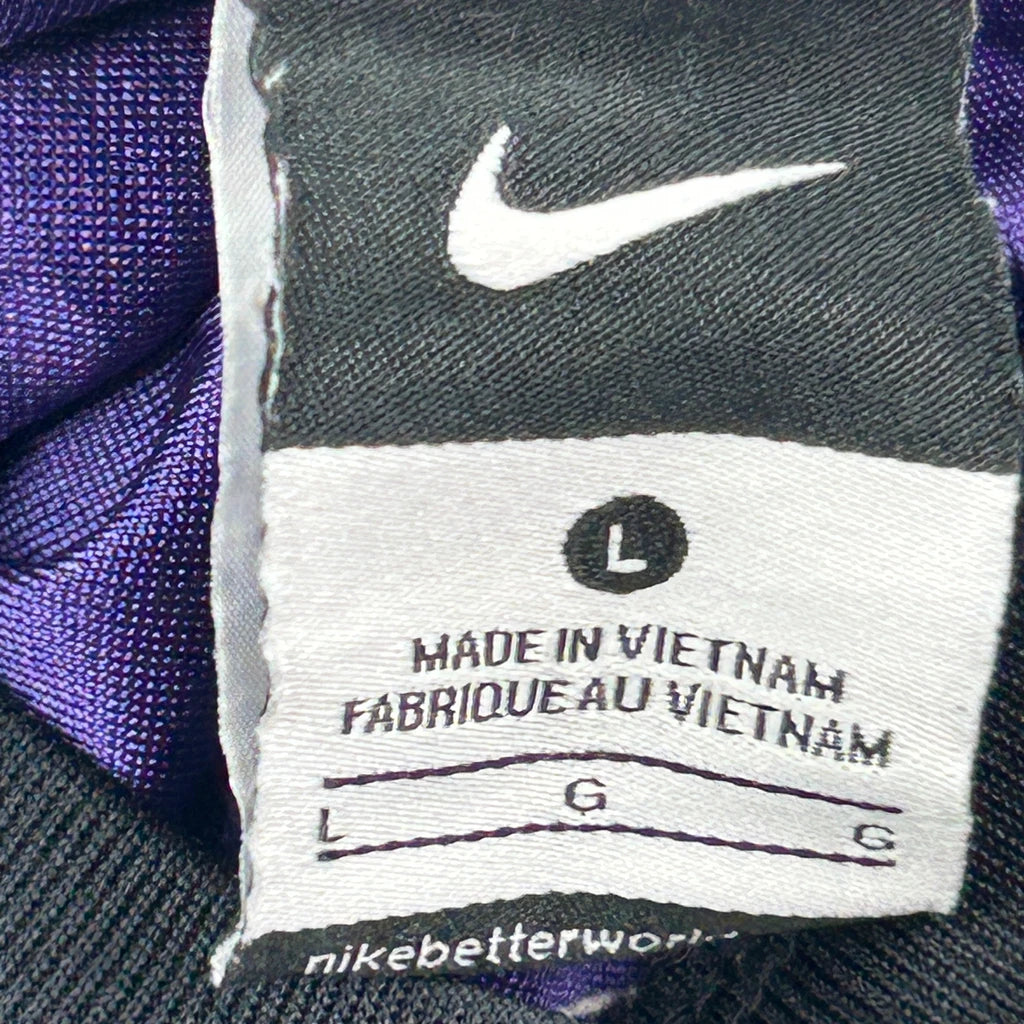 L
MADE IN VIETNAM
FABRIQUE AU VIETNAM
L G G